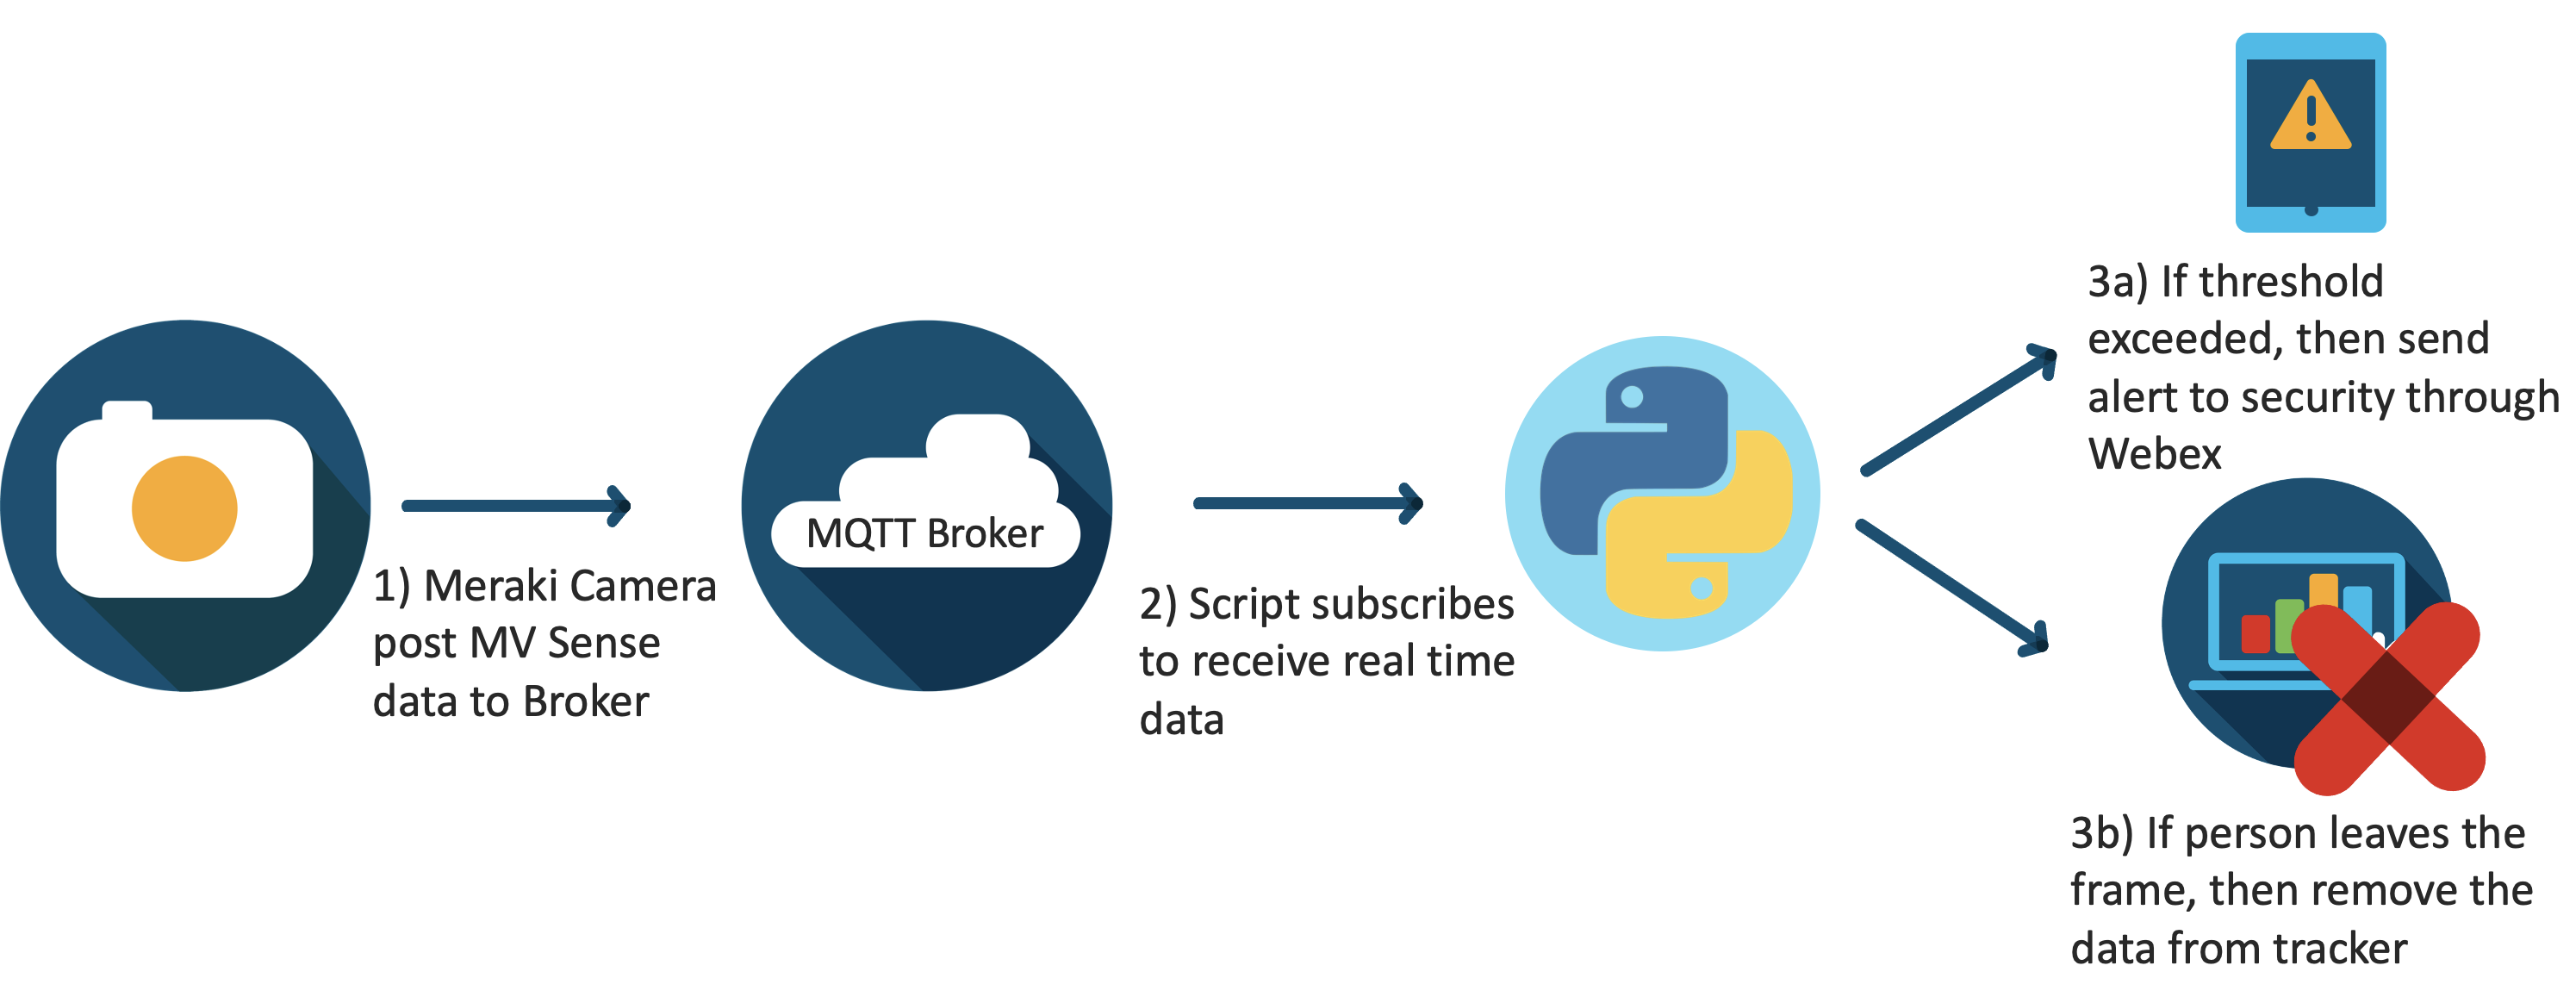 1) Meraki Camera
post MV Sense
data to Broker
MQTT Broker
2) Script subscribes
to receive real time
data
3a) If threshold
exceeded, then send
alert to security through
Webex
3b) If person leaves the
frame, then remove the
data from tracker